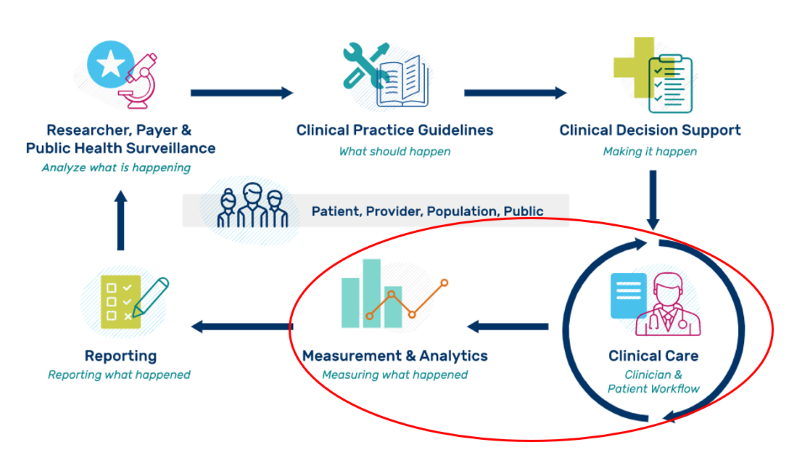 Researcher, Payer &
Public Health Surveillance
Analyze what is happening
Clinical Practice Guidelines
What should happen
Clinical Decision Support
Making it happen
Patient, Provider, Population, Public
Reporting
Reporting what happened
Measurement & Analytics
Measuring what happened
Clinical Care
Clinician &
Patient Workflow